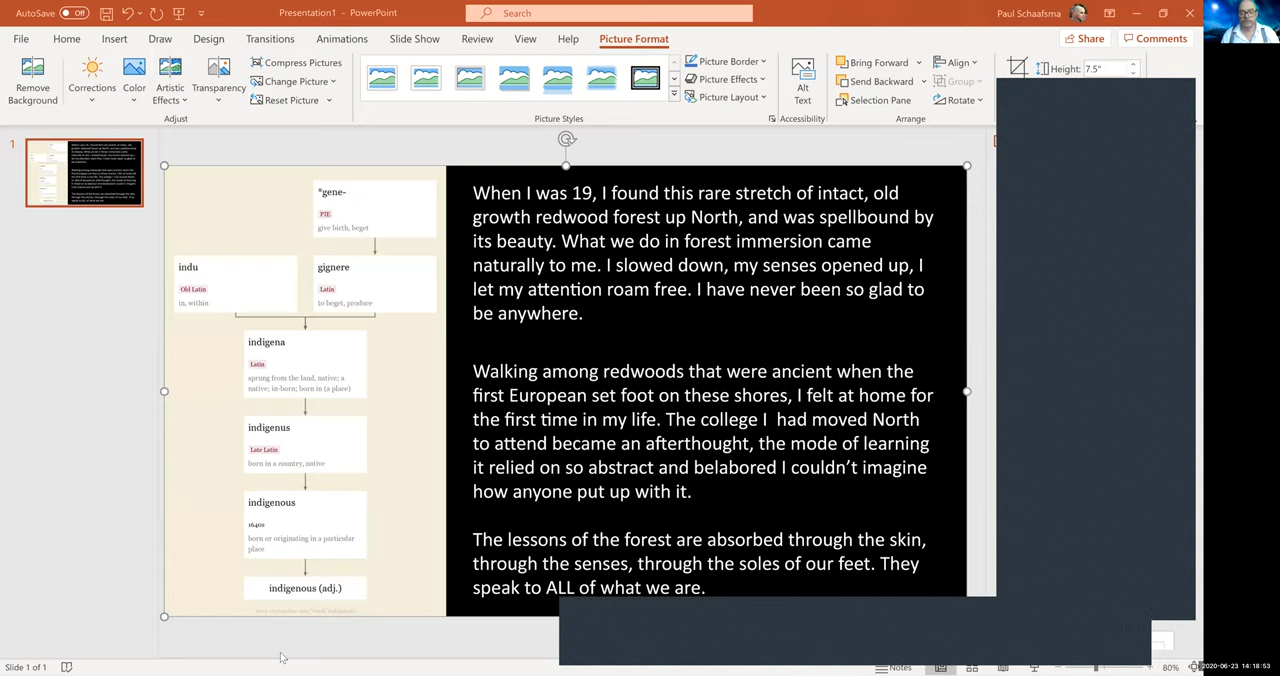 AutoSave Off
Presentation1 - PowerPoint
Search
Paul Schaafsma
File Home Insert Draw Design Transitions Animations Slide Show Review View Help Picture Format
Share Comments
Remove Background
Corrections
Color
Artistic Effects
Transparency
Compress Pictures
Change Picture
Reset Picture
Adjust
Picture Styles
Picture Border
Picture Effects
Picture Layout
Alt Text
Accessibility
Bring Forward
Send Backward
Selection Pane
Align
Group
Rotate
Arrange
Height: 7.5"
1
*gene-
PIE
give birth, beget
indu
Old Latin
in, within
gignere
Latin
to beget, produce
indigena
Latin
sprung from the land, native; a
native; in-born; born in (a place)
indigenus
Late Latin
born in a country, native
indigenous
1640s
born or originating in a particular
place
indigenous (adj.)
When I was 19, I found this rare stretch of intact, old
growth redwood forest up North, and was spellbound by
its beauty. What we do in forest immersion came
naturally to me. I slowed down, my senses opened up, I
let my attention roam free. I have never been so glad to
be anywhere.
Walking among redwoods that were ancient when the
first European set foot on these shores, I felt at home for
the first time in my life. The college I had moved North
to attend became an afterthought, the mode of learning
it relied on so abstract and belabored I couldn't imagine
how anyone put up with it.
The lessons of the forest are absorbed through the skin,
through the senses, through the soles of our feet. They
speak to ALL of what we are.
Slide 1 of 1
Notes
80%
2020-06-23 14:18:53